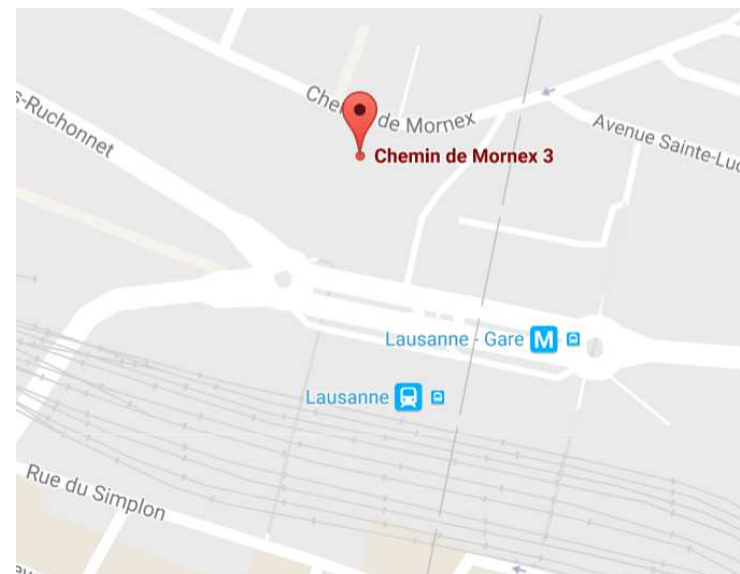 Chemin de Mornex
s-Ruchonnet
Avenue Sainte-Luc
Chemin de Mornex 3
Lausanne - Gare M
Lausanne
Rue du Simplon